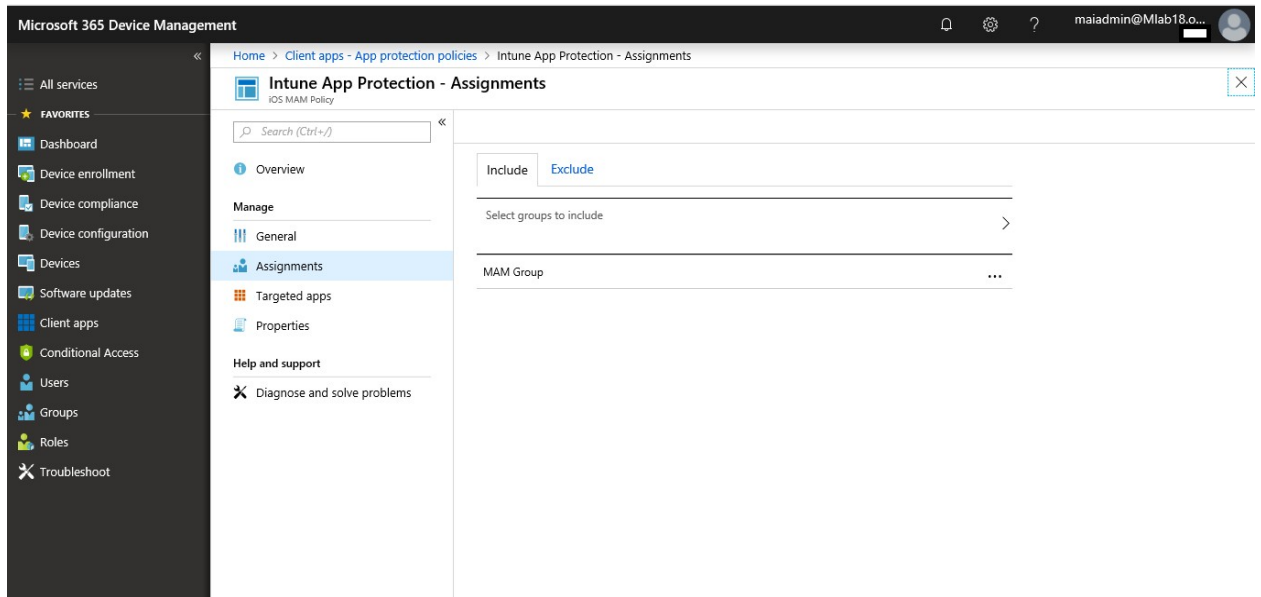 Microsoft 365 Device Management
maiadmin@Mlab18.o...
Home > Client apps - App protection policies > Intune App Protection - Assignments
Intune App Protection - Assignments
iOS MAM Policy
All services
FAVORITES
Dashboard
Device enrollment
Device compliance
Device configuration
Devices
Software updates
Client apps
Conditional Access
Users
Groups
Roles
Troubleshoot
Search (Ctrl+/)
Overview
Manage
General
Assignments
Targeted apps
Properties
Help and support
Diagnose and solve problems
Include Exclude
Select groups to include
MAM Group